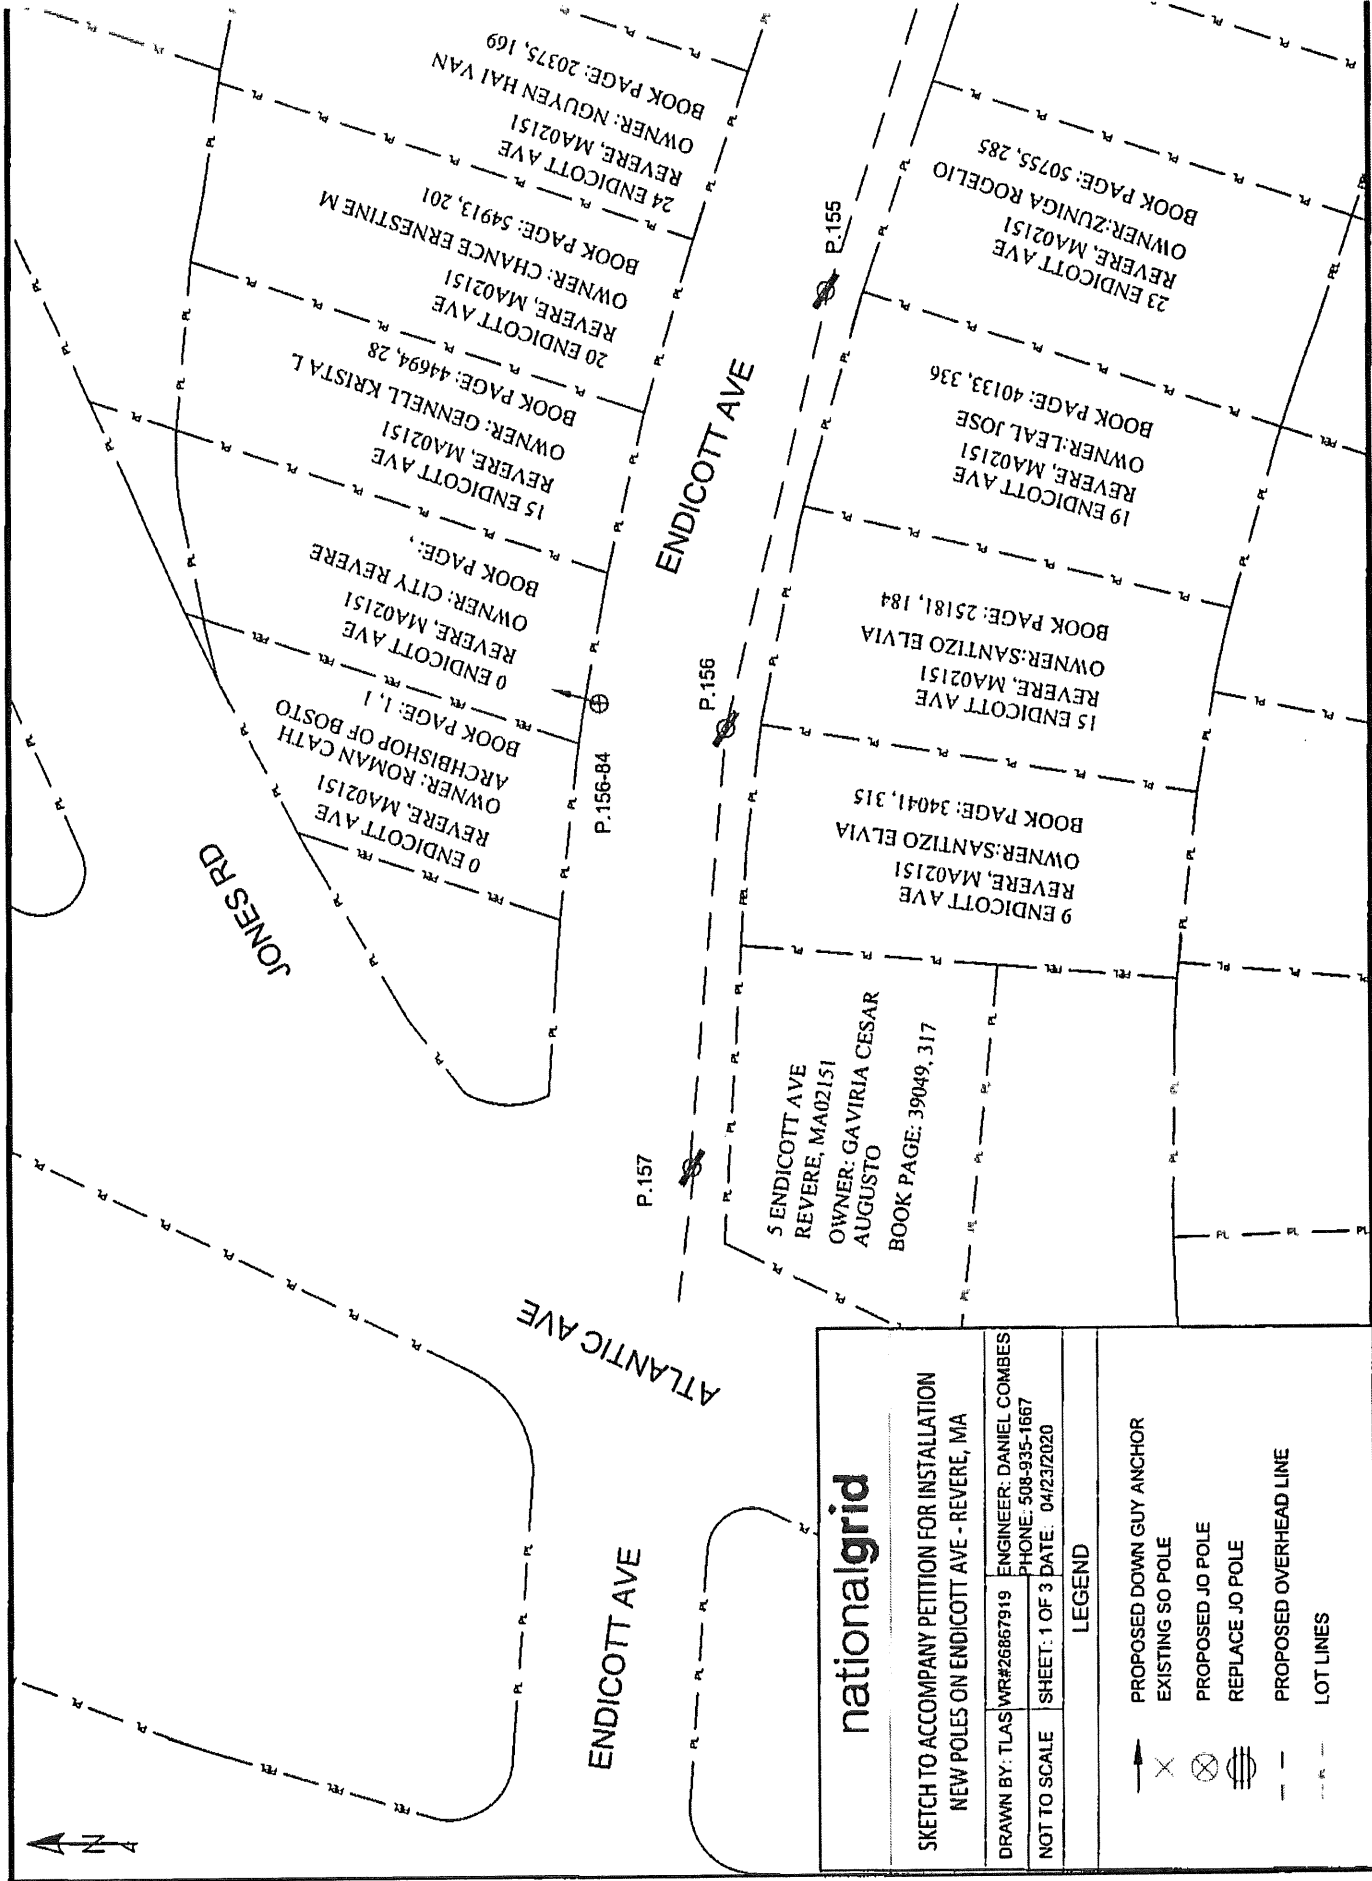 JONES RD
ENDICOTT AVE
ATLANTIC AVE
ENDICOTT AVE
P.157
P.156-84
P.156
P.155
0 ENDICOTT AVE
REVERE, MA02151
OWNER: ROMAN CATH
ARCHBISHOP OF BOSTO
BOOK PAGE: 1, 1
0 ENDICOTT AVE
REVERE, MA02151
OWNER: CITY REVERE
BOOK PAGE: ,
15 ENDICOTT AVE
REVERE, MA02151
OWNER: GENNELL KRISTA L
BOOK PAGE: 44694, 28
20 ENDICOTT AVE
REVERE, MA02151
OWNER: CHANCE ERNESTINE M
BOOK PAGE: 54913, 201
24 ENDICOTT AVE
REVERE, MA02151
OWNER: NGUYEN HAI VAN
BOOK PAGE: 20375, 169
5 ENDICOTT AVE
REVERE, MA02151
OWNER: GAVIRIA CESAR
AUGUSTO
BOOK PAGE: 39049, 317
9 ENDICOTT AVE
REVERE, MA02151
OWNER:SANTIZO ELVIA
BOOK PAGE: 34041, 315
15 ENDICOTT AVE
REVERE, MA02151
OWNER:SANTIZO ELVIA
BOOK PAGE: 25181, 184
19 ENDICOTT AVE
REVERE, MA02151
OWNER:LEAL JOSE
BOOK PAGE: 40133, 336
23 ENDICOTT AVE
REVERE, MA02151
OWNER:ZUNIGA ROGELIO
BOOK PAGE: 50755, 285
N
nationalgrid
SKETCH TO ACCOMPANY PETITION FOR INSTALLATION
NEW POLES ON ENDICOTT AVE - REVERE, MA
DRAWN BY: TLAS WR#26867919 ENGINEER: DANIEL COMBES
PHONE: 508-935-1667
NOT TO SCALE SHEET: 1 OF 3 DATE: 04/23/2020
LEGEND
PROPOSED DOWN GUY ANCHOR
EXISTING SO POLE
PROPOSED JO POLE
REPLACE JO POLE
PROPOSED OVERHEAD LINE
PL LOT LINES